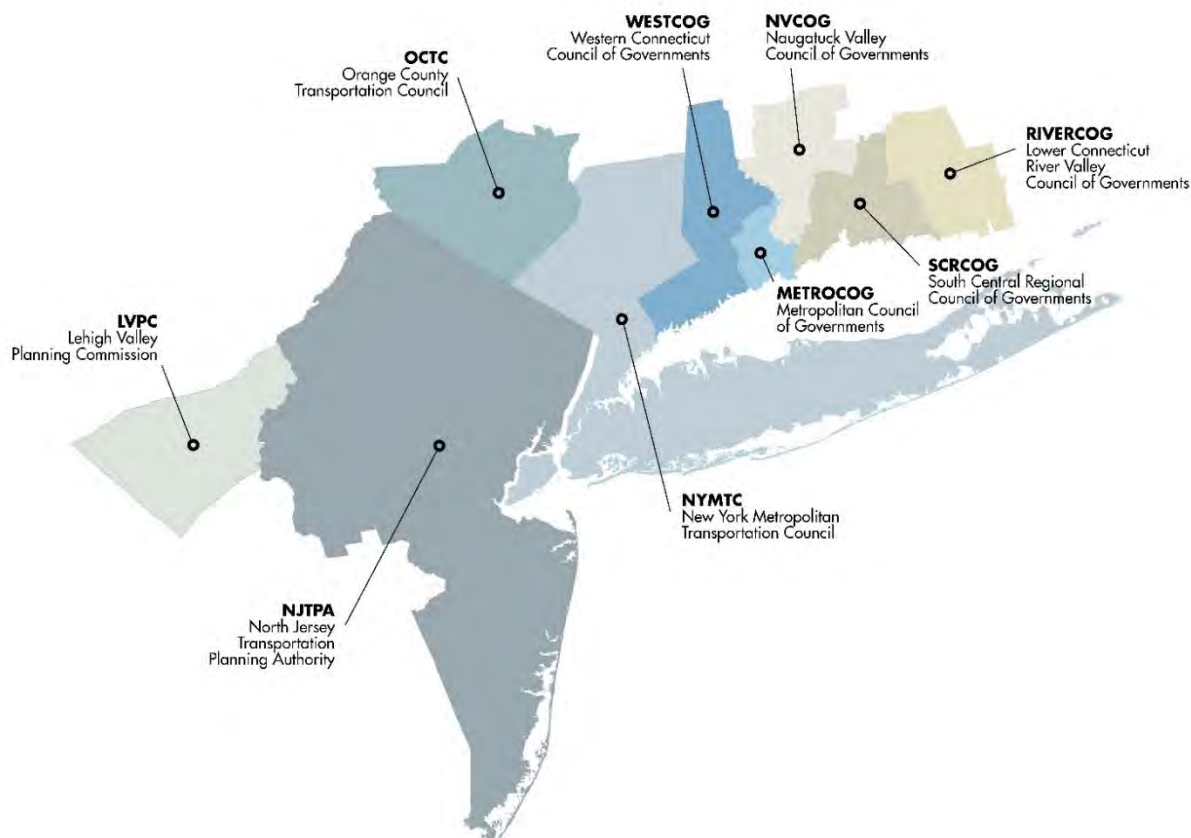 WESTCOG
Western Connecticut
Council of Governments
NVCOG
Naugatuck Valley
Council of Governments
OCTC
Orange County
Transportation Council
RIVERCOG
Lower Connecticut
River Valley
Council of Governments
SCRCOG
South Central Regional
Council of Governments
METROCOG
Metropolitan Council
of Governments
LVPC
Lehigh Valley
Planning Commission
NYMTC
New York Metropolitan
Transportation Council
NJTPA
North Jersey
Transportation
Planning Authority